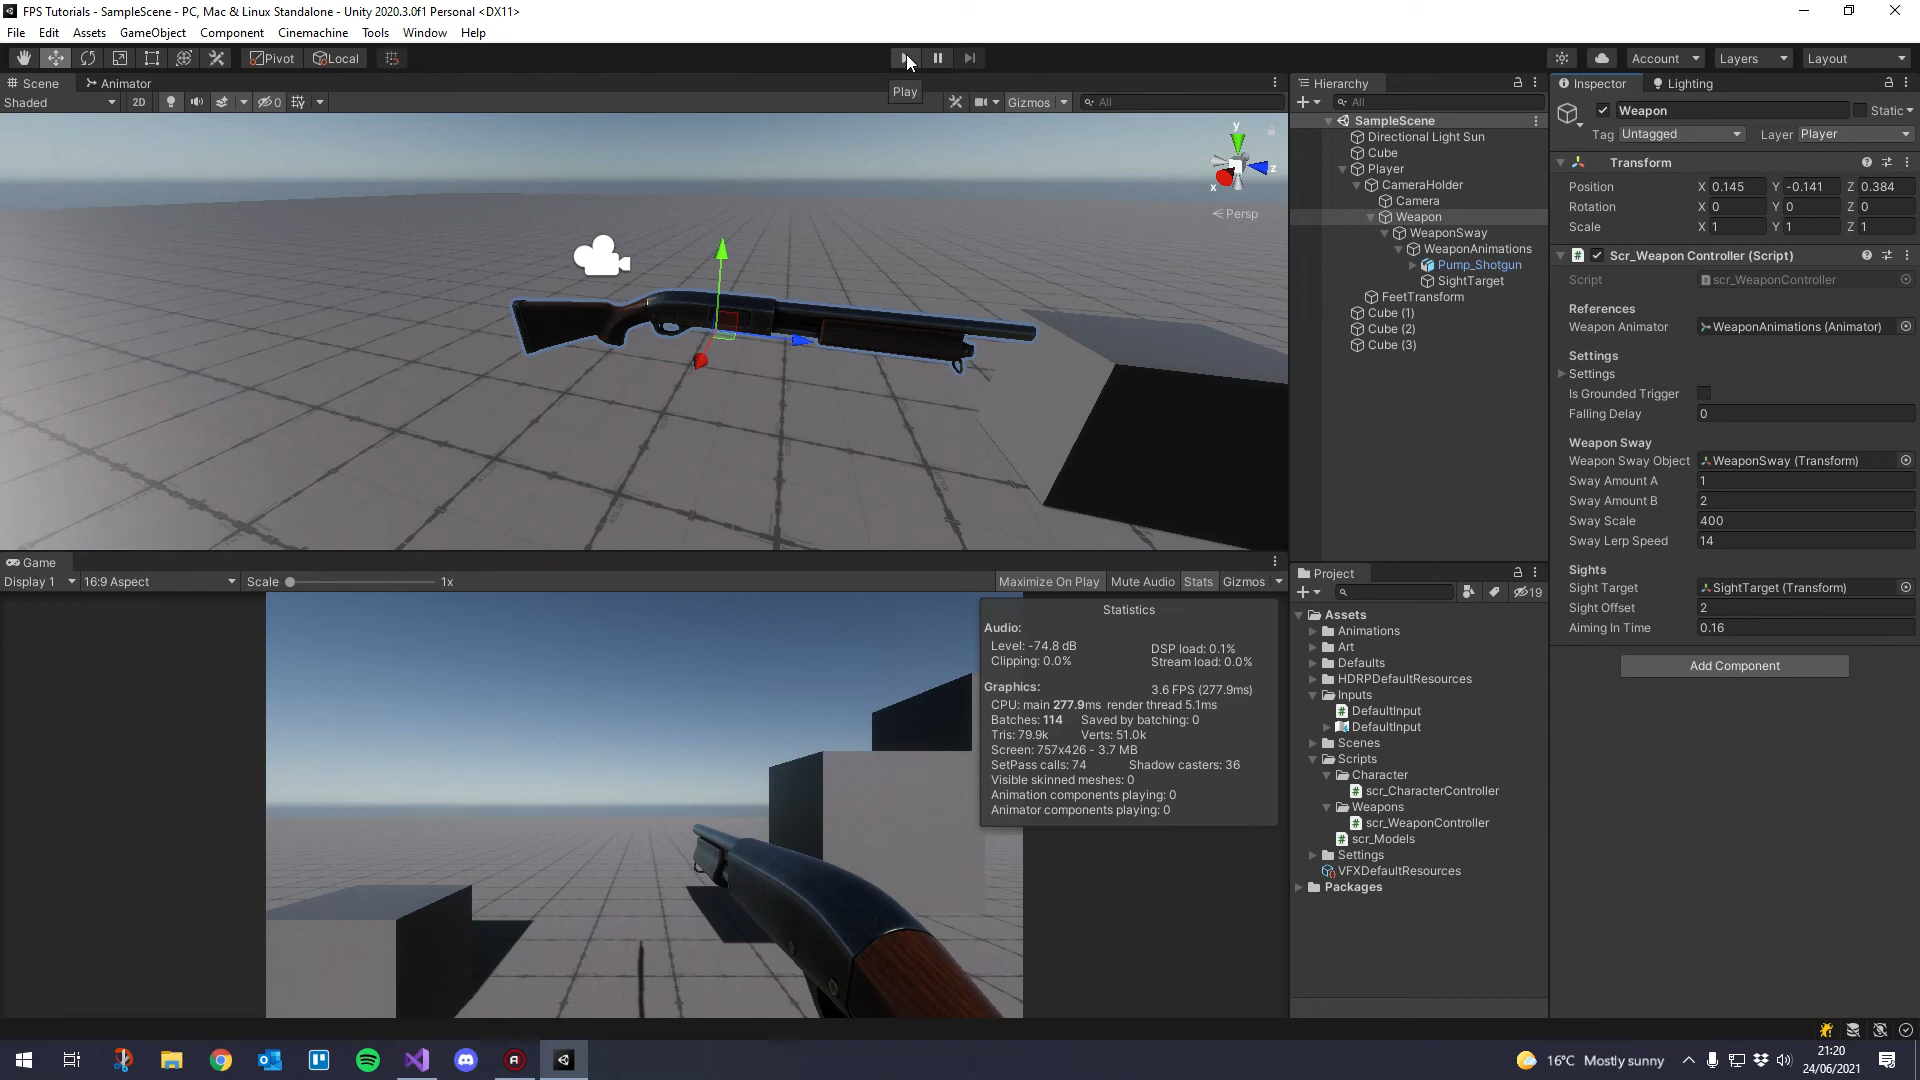 FPS Tutorials - SampleScene - PC, Mac & Linux Standalone - Unity 2020.3.0f1 Personal <DX11>
File Edit Assets GameObject Component Cinemachine Tools Window Help
Pivot Local Account Layers Layout
Play
Scene Animator
Shaded 2D 0 Gizmos All
y
x
z
Persp
Game
Display 1 16:9 Aspect Scale 1x Maximize On Play Mute Audio Stats Gizmos
Statistics
Audio:
Level: -74.8 dB DSP load: 0.1%
Clipping: 0.0% Stream load: 0.0%
Graphics: 3.6 FPS (277.9ms)
CPU: main 277.9ms render thread 5.1ms
Batches: 114 Saved by batching: 0
Tris: 79.9k Verts: 51.0k
Screen: 757x426 - 3.7 MB
SetPass calls: 74 Shadow casters: 36
Visible skinned meshes: 0
Animation components playing: 0
Animator components playing: 0
Hierarchy
All
SampleScene
Directional Light Sun
Cube
Player
CameraHolder
Camera
Weapon
WeaponSway
WeaponAnimations
Pump_Shotgun
SightTarget
FeetTransform
Cube (1)
Cube (2)
Cube (3)
Project
19
Assets
Animations
Art
Defaults
HDRPDefaultResources
Inputs
DefaultInput
DefaultInput
Scenes
Scripts
Character
scr_CharacterController
Weapons
scr_WeaponController
scr_Models
Settings
VFXDefaultResources
Packages
Inspector Lighting
Weapon Static
Tag Untagged Layer Player
Transform
Position X 0.145 Y -0.141 Z 0.384
Rotation X 0 Y 0 Z 0
Scale X 1 Y 1 Z 1
Scr_Weapon Controller (Script)
Script scr_WeaponController
References
Weapon Animator WeaponAnimations (Animator)
Settings
Settings
Is Grounded Trigger
Falling Delay 0
Weapon Sway
Weapon Sway Object WeaponSway (Transform)
Sway Amount A 1
Sway Amount B 2
Sway Scale 400
Sway Lerp Speed 14
Sights
Sight Target SightTarget (Transform)
Sight Offset 2
Aiming In Time 0.16
Add Component
16°C Mostly sunny
21:20
24/06/2021